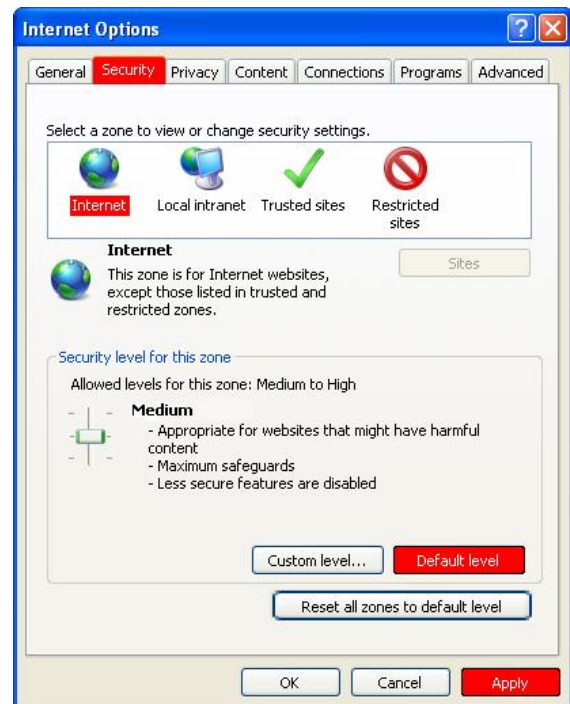 Internet Options
General Security Privacy Content Connections Programs Advanced
Select a zone to view or change security settings.
Internet Local intranet Trusted sites Restricted
sites
Internet
Sites
This zone is for Internet websites,
except those listed in trusted and
restricted zones.
Security level for this zone
Allowed levels for this zone: Medium to High
Medium
- Appropriate for websites that might have harmful
content
- Maximum safeguards
- Less secure features are disabled
Custom level... Default level
Reset all zones to default level
OK Cancel Apply